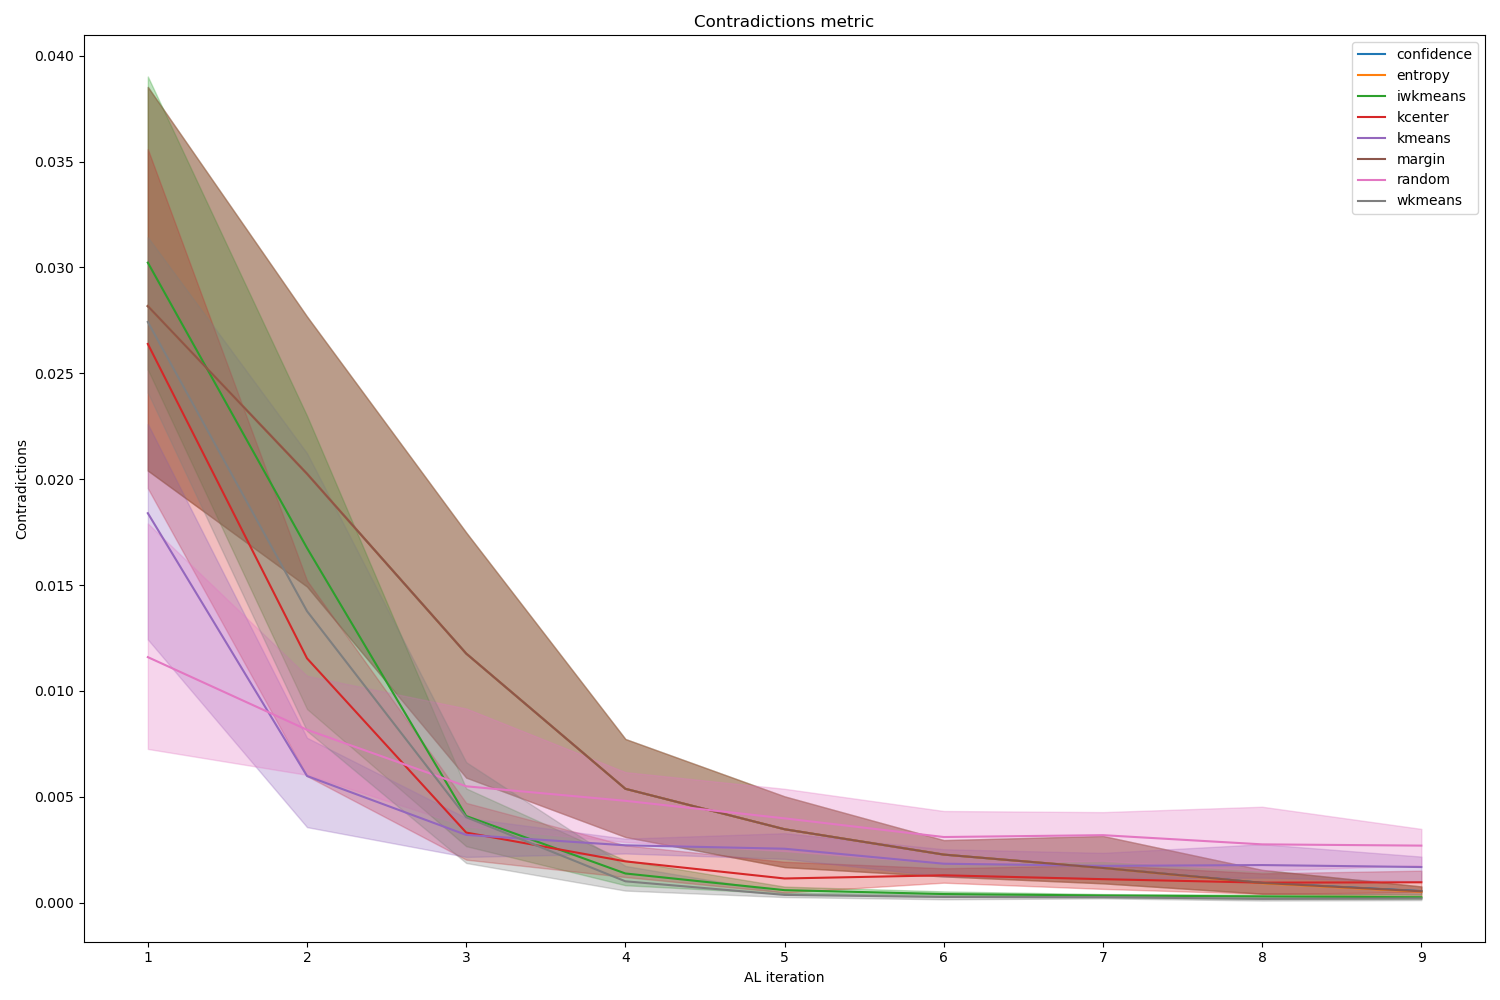 Contradictions metric
confidence
entropy
iwkmeans
kcenter
kmeans
margin
random
wkmeans
Contradictions
0.040
0.035
0.030
0.025
0.020
0.015
0.010
0.005
0.000
1 2 3 4 5 6 7 8 9
AL iteration